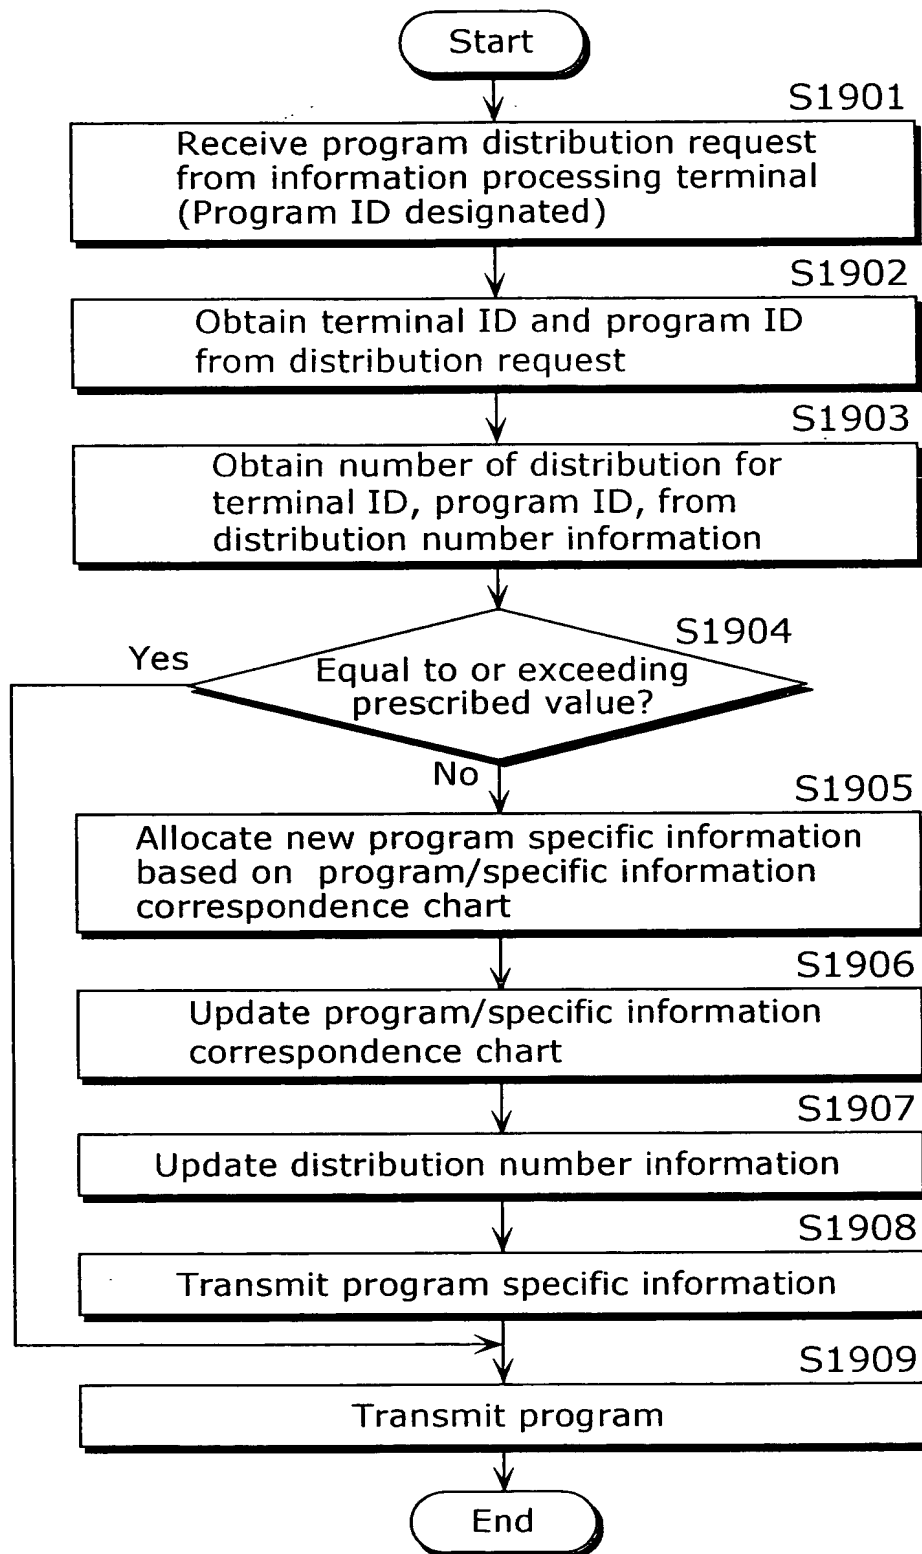 Start
S1901
Receive program distribution request
from information processing terminal
(Program ID designated)
S1902
Obtain terminal ID and program ID
from distribution request
S1903
Obtain number of distribution for
terminal ID, program ID, from
distribution number information
S1904
Yes
Equal to or exceeding
prescribed value?
No
S1905
Allocate new program specific information
based on program/specific information
correspondence chart
S1906
Update program/specific information
correspondence chart
S1907
Update distribution number information
S1908
Transmit program specific information
S1909
Transmit program
End